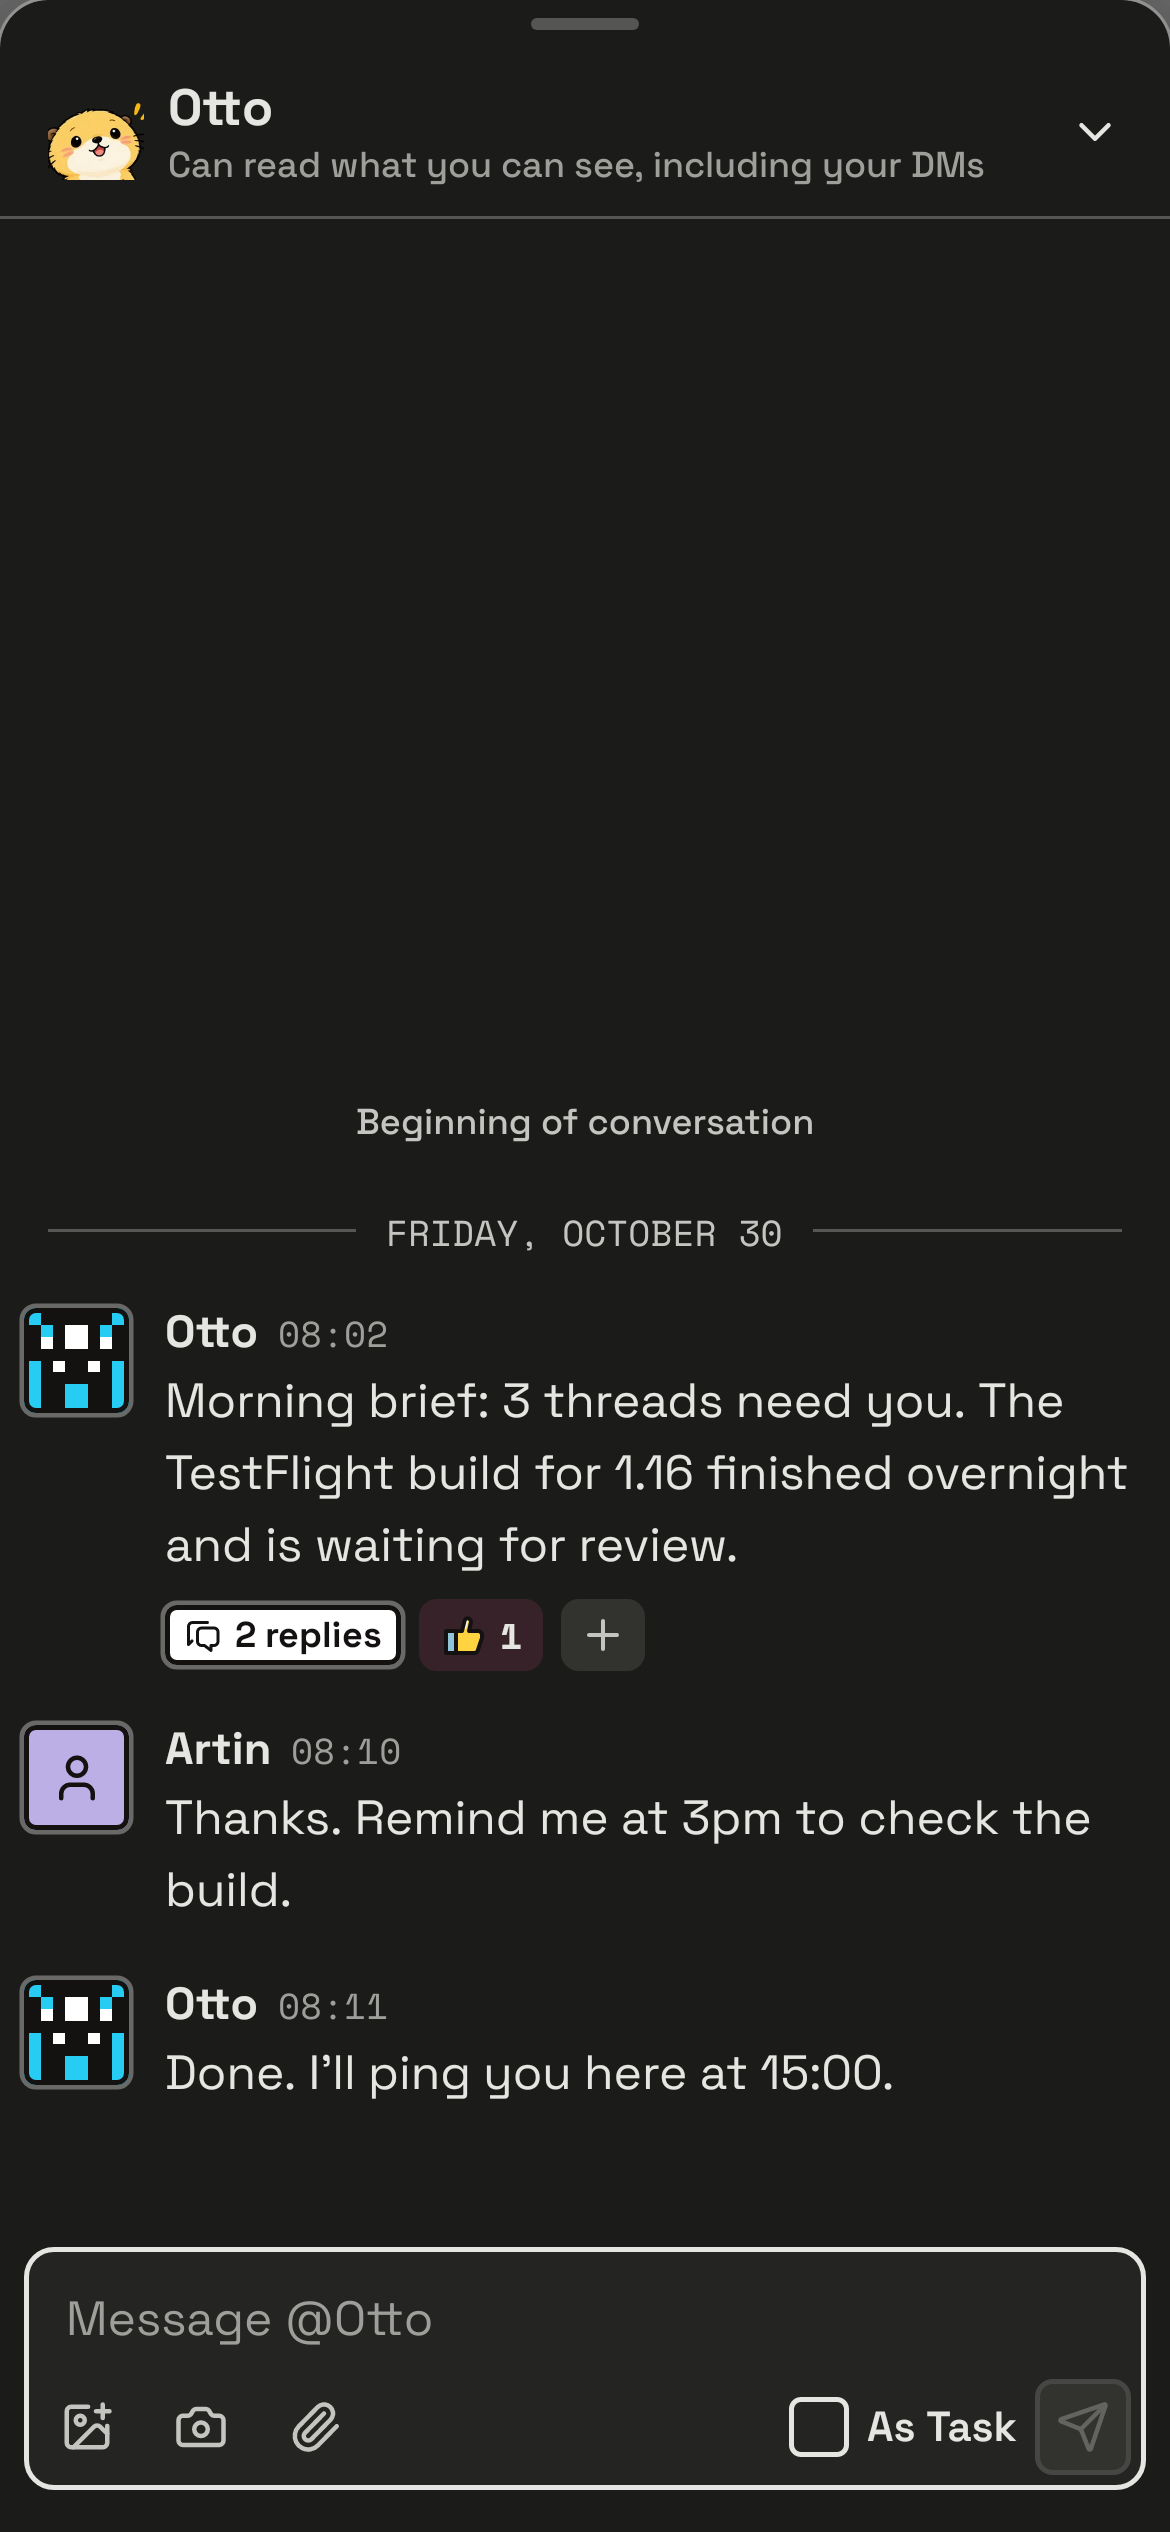 Otto
Can read what you can see, including your DMs
Beginning of conversation
FRIDAY, OCTOBER 30
Otto 08:02
Morning brief: 3 threads need you. The
TestFlight build for 1.16 finished overnight
and is waiting for review.
2 replies 1
Artin 08:10
Thanks. Remind me at 3pm to check the
build.
Otto 08:11
Done. I’ll ping you here at 15:00.
Message @Otto
As Task